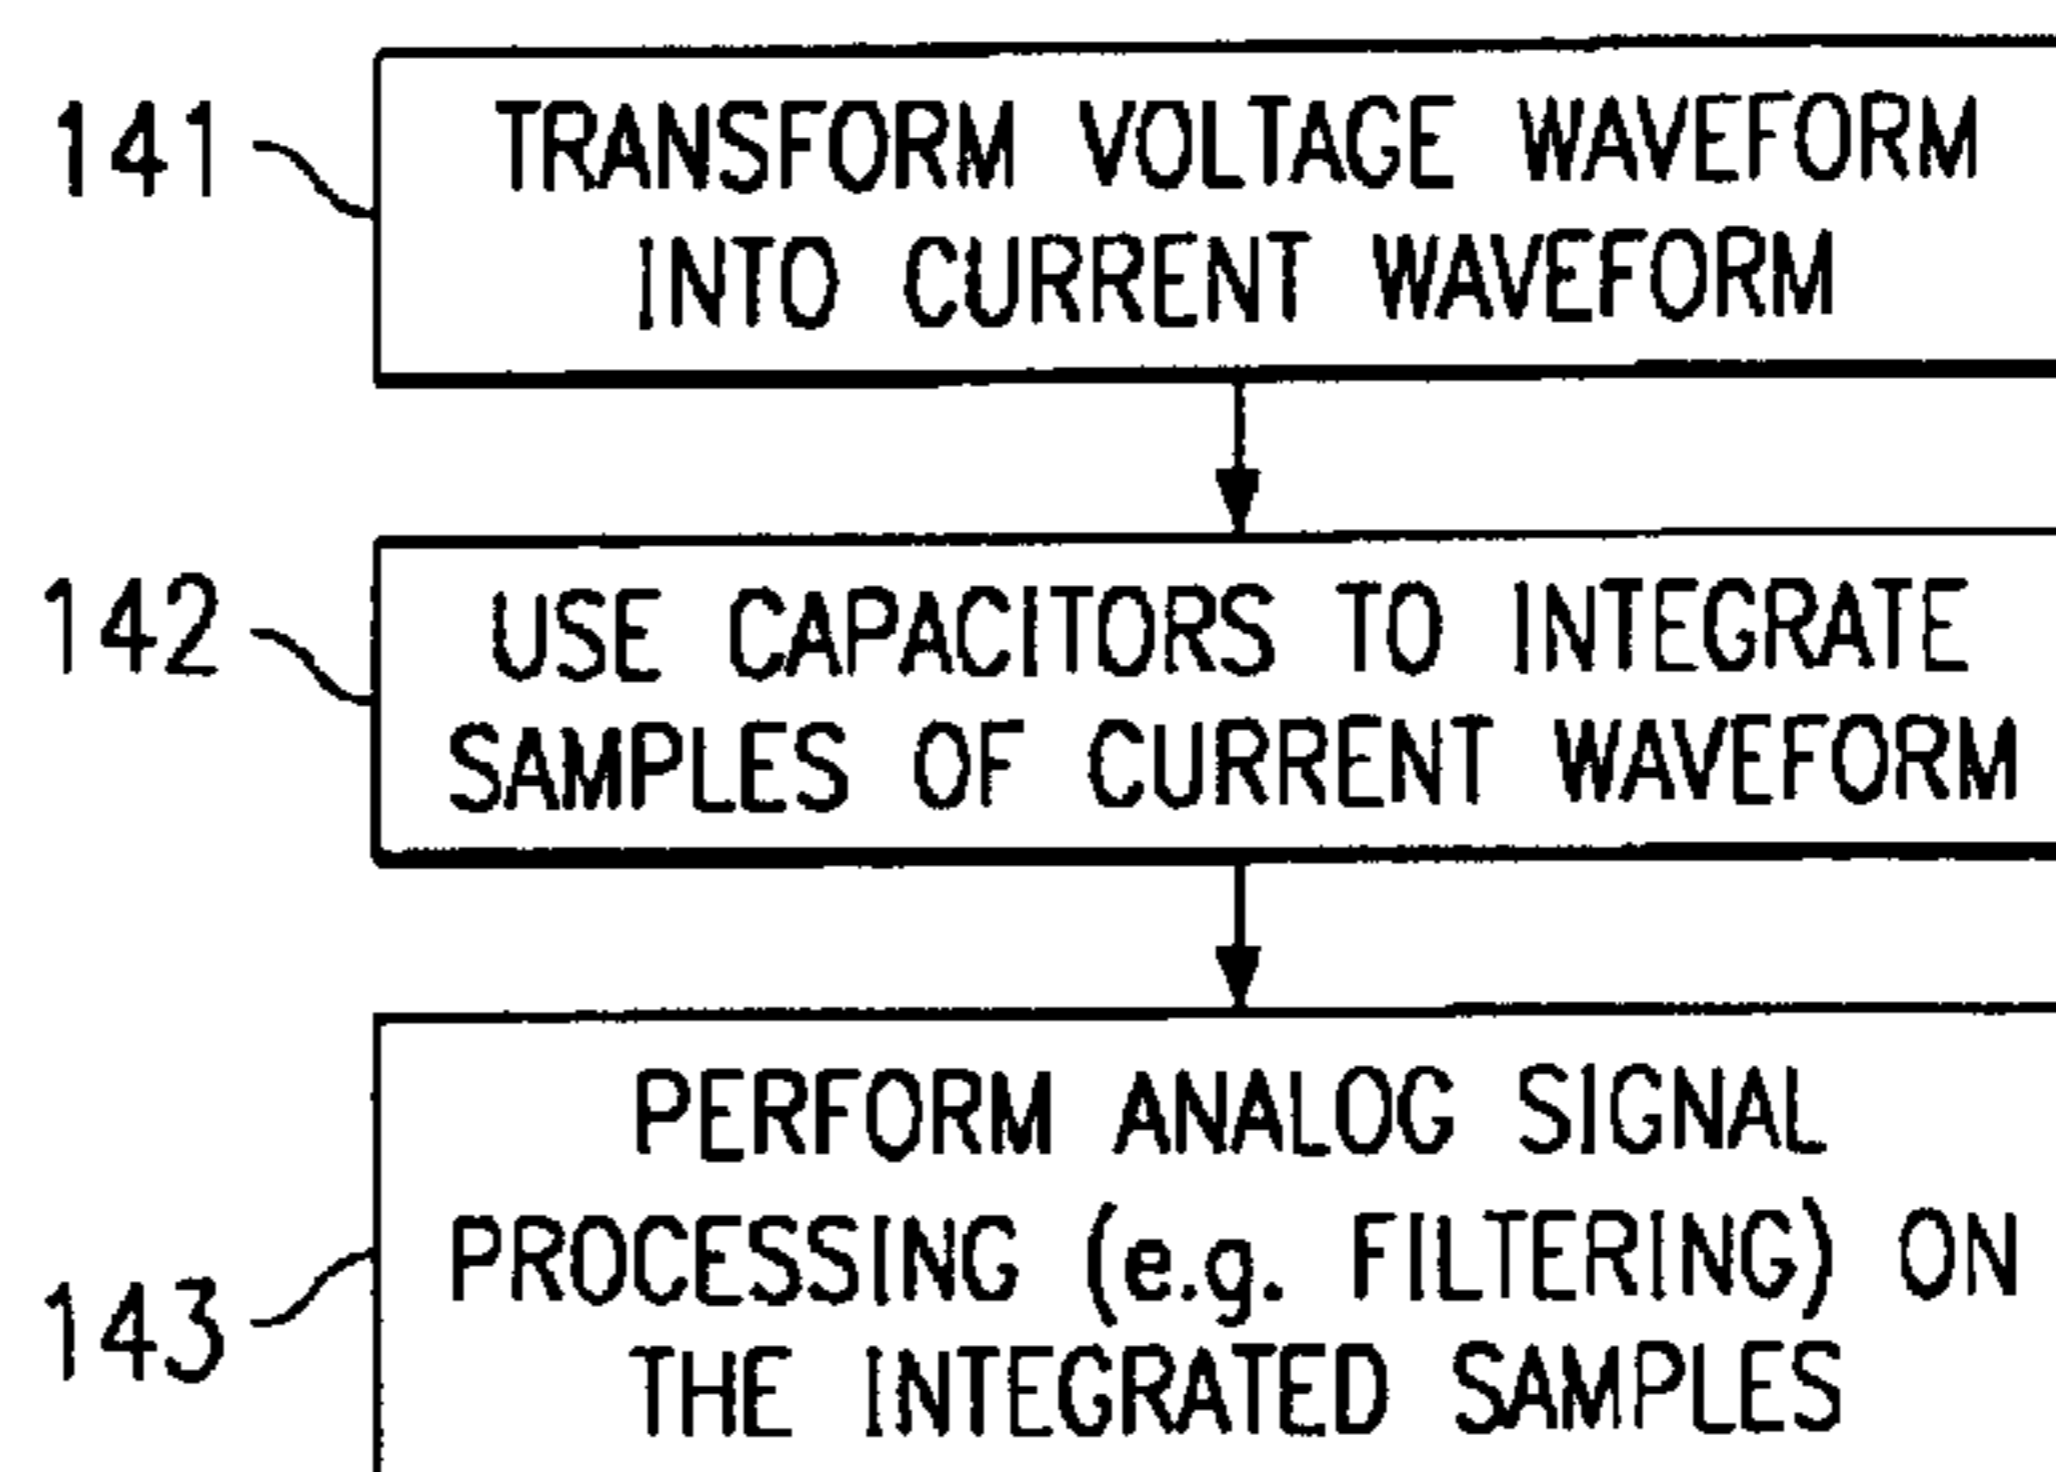 141
TRANSFORM VOLTAGE WAVEFORM
INTO CURRENT WAVEFORM
142
USE CAPACITORS TO INTEGRATE
SAMPLES OF CURRENT WAVEFORM
143
PERFORM ANALOG SIGNAL
PROCESSING (e.g. FILTERING) ON
THE INTEGRATED SAMPLES